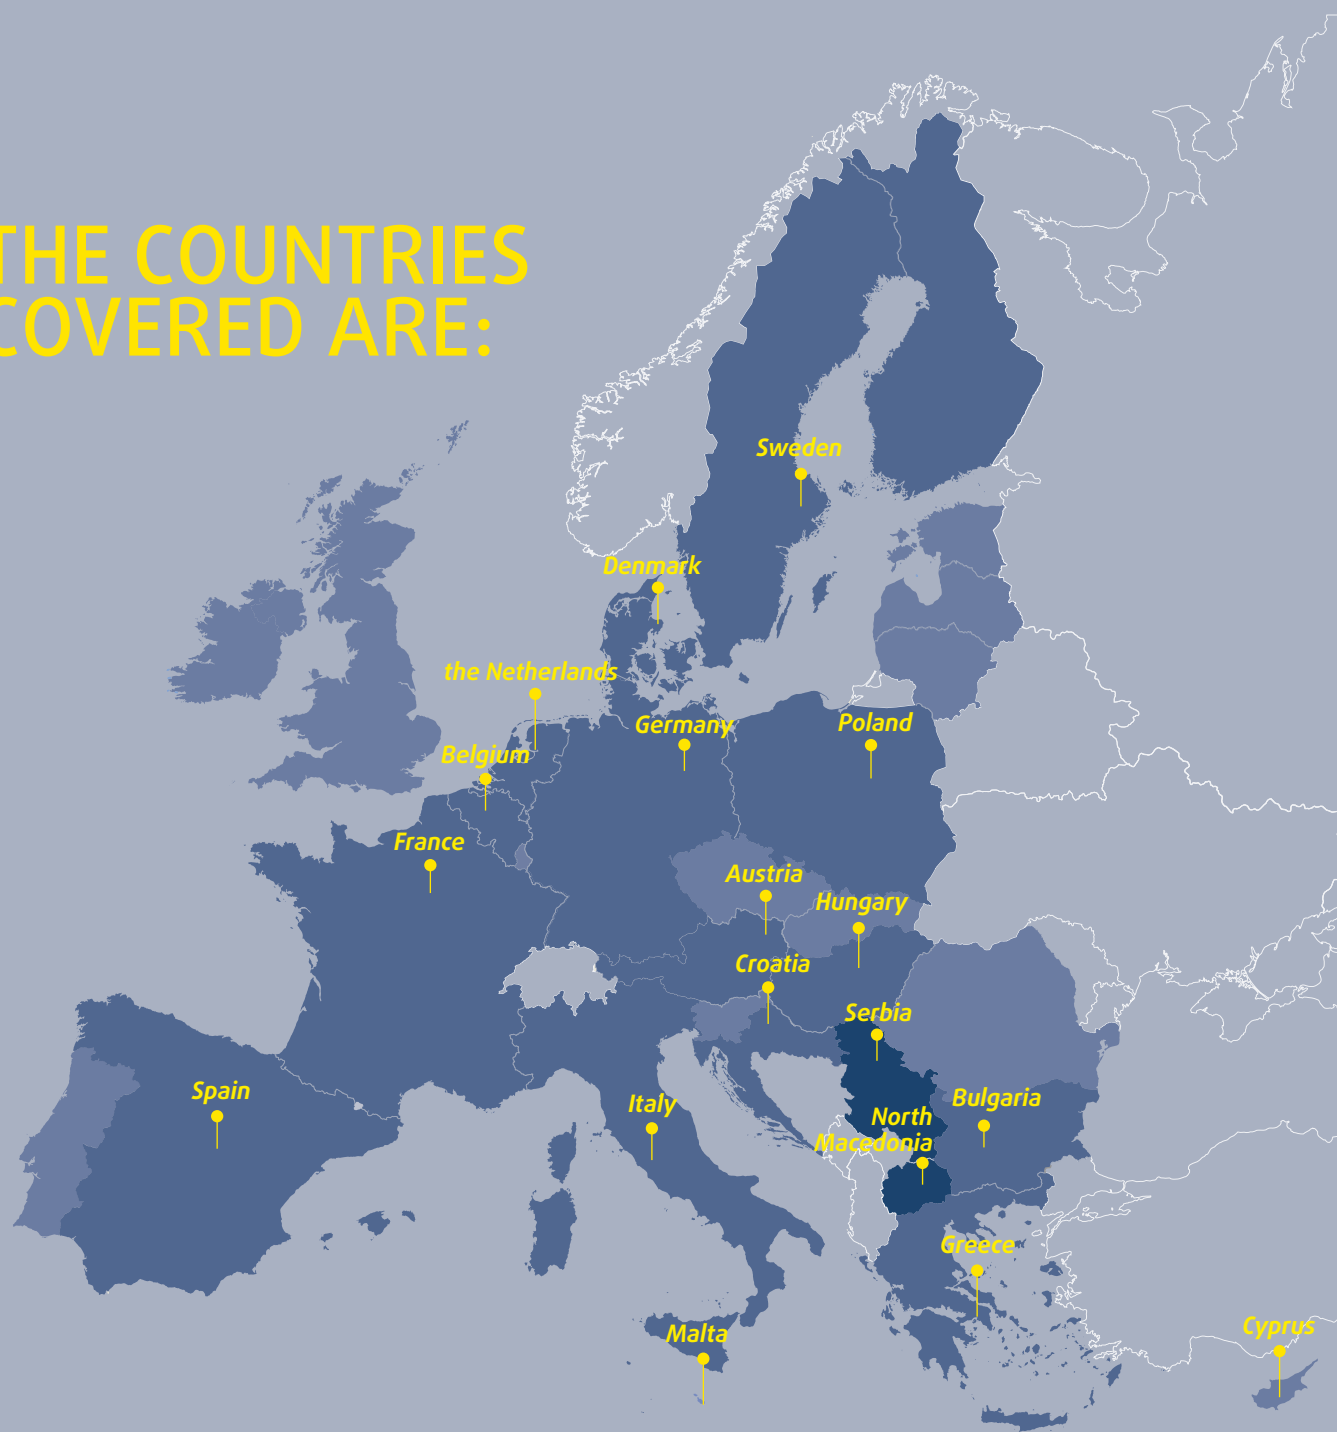 THE COUNTRIES
COVERED ARE:
Sweden
Denmark
the Netherlands
Germany
Poland
Belgium
France
Austria
Hungary
Croatia
Serbia
Spain
Italy
Bulgaria
North
Macedonia
Greece
Malta
Cyprus